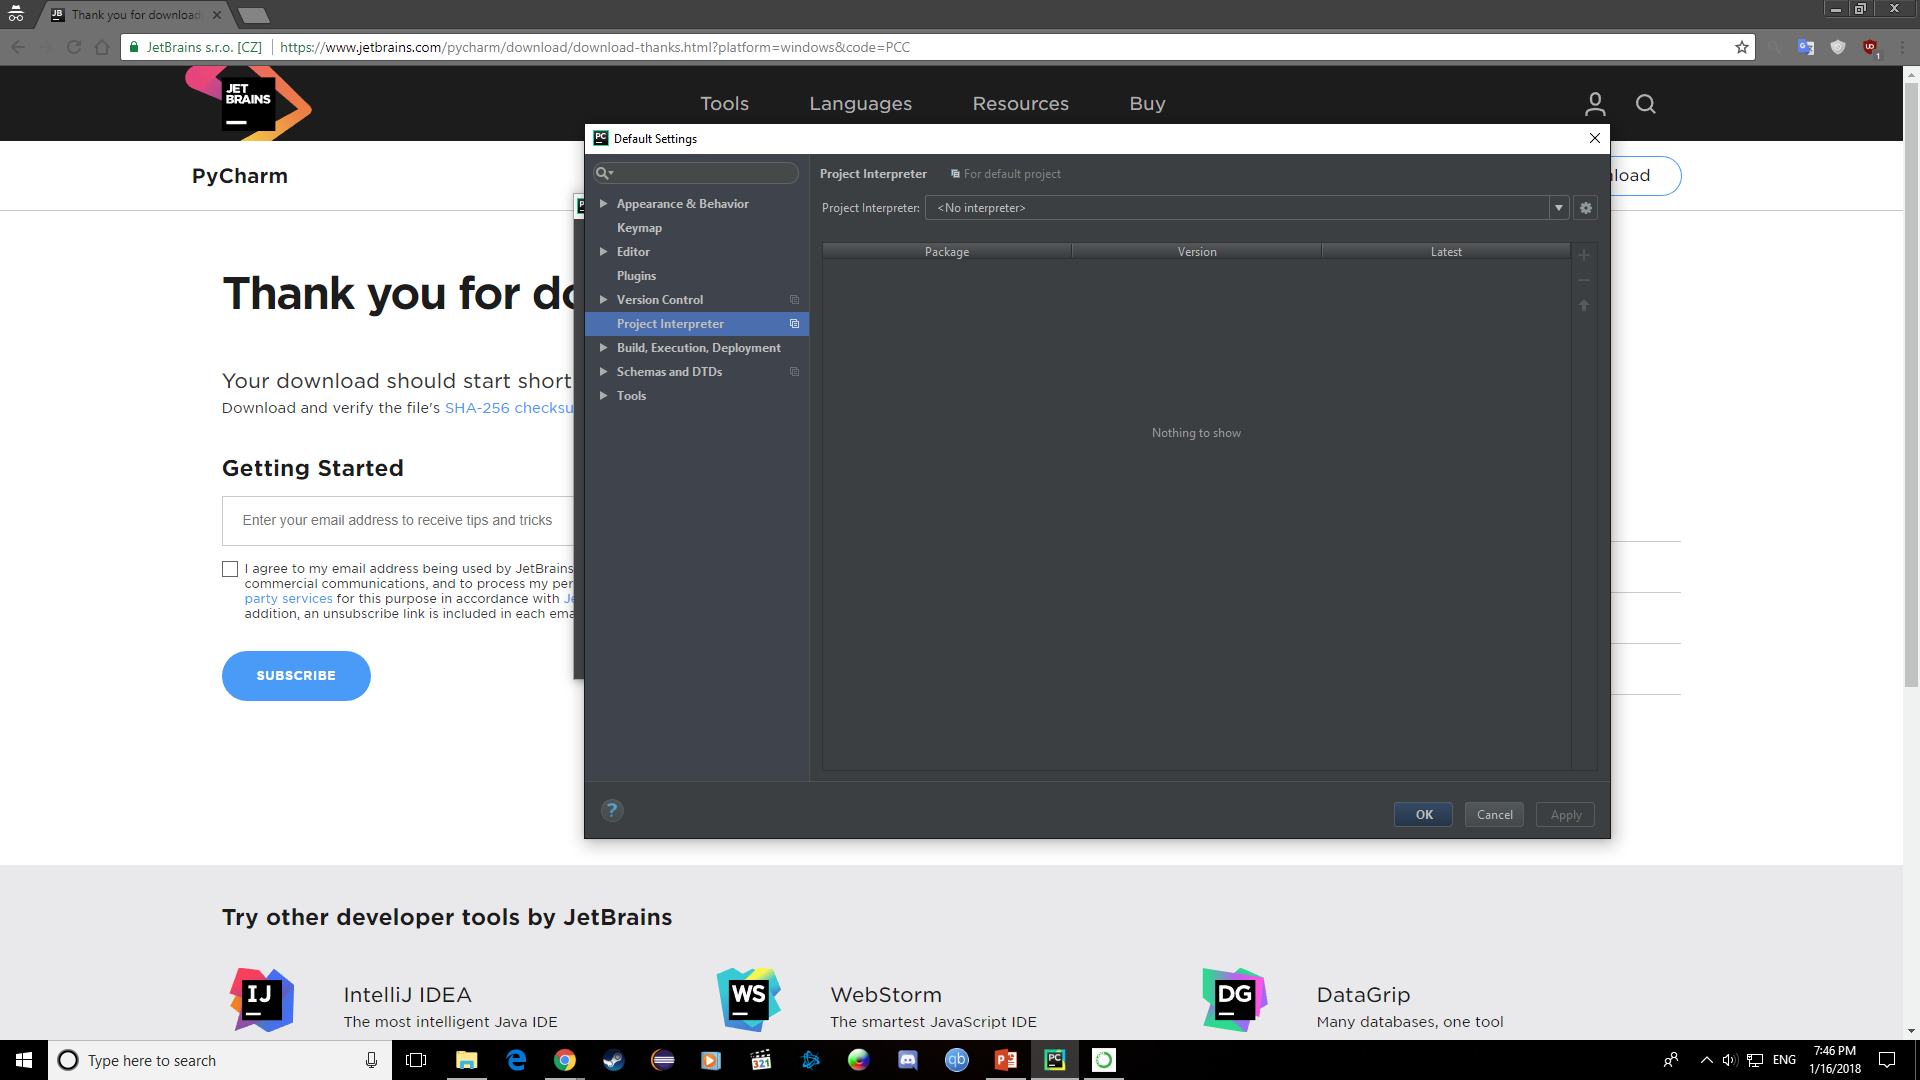 JB Thank you for download
JetBrains s.r.o. [CZ] https://www.jetbrains.com/pycharm/download/download-thanks.html?platform=windows&code=PCC
JET
BRAINS
Tools Languages Resources Buy
PyCharm
load
Thank you for do
Your download should start short
Download and verify the file's SHA-256 checksu
Getting Started
Enter your email address to receive tips and tricks
I agree to my email address being used by JetBrains
commercial communications, and to process my per
party services for this purpose in accordance with Je
addition, an unsubscribe link is included in each ema
SUBSCRIBE
PC Default Settings
Appearance & Behavior
Keymap
Editor
Plugins
Version Control
Project Interpreter
Build, Execution, Deployment
Schemas and DTDs
Tools
Project Interpreter For default project
Project Interpreter: <No interpreter>
Package Version Latest
Nothing to show
?
OK Cancel Apply
Try other developer tools by JetBrains
IJ
IntelliJ IDEA
The most intelligent Java IDE
WS
WebStorm
The smartest JavaScript IDE
DG
DataGrip
Many databases, one tool
Type here to search
321
qb
PC
ENG
7:46 PM
1/16/2018